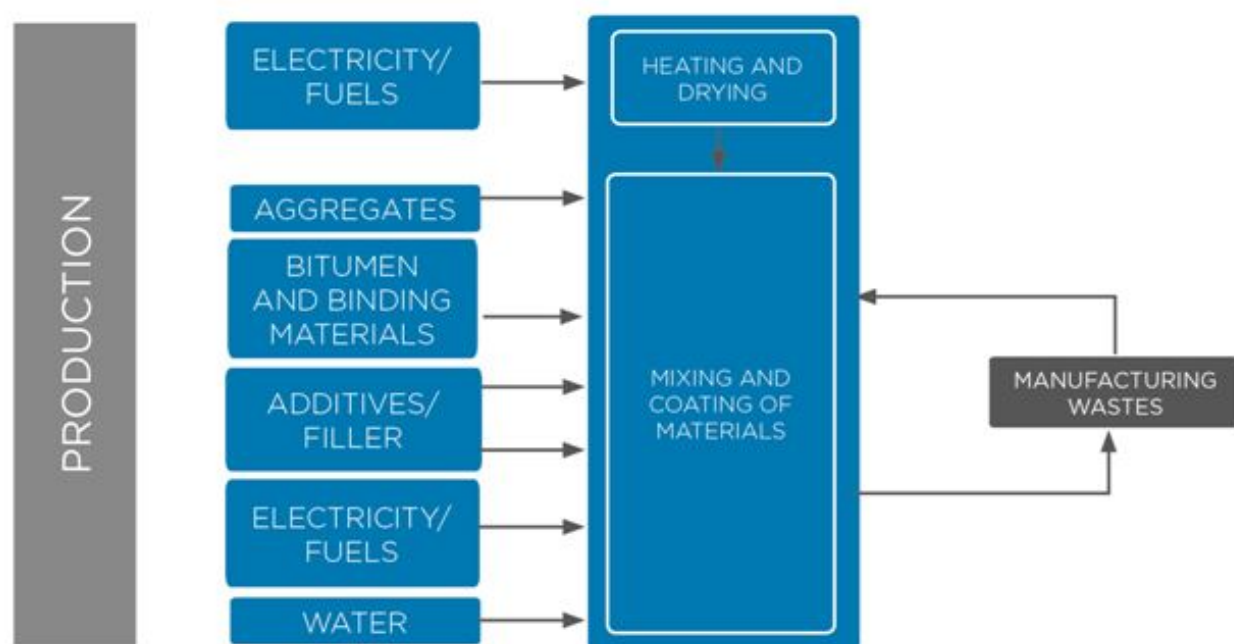 PRODUCTION
ELECTRICITY/
FUELS
HEATING AND
DRYING
AGGREGATES
BITUMEN
AND BINDING
MATERIALS
ADDITIVES/
FILLER
ELECTRICITY/
FUELS
WATER
MIXING AND
COATING OF
MATERIALS
MANUFACTURING
WASTES